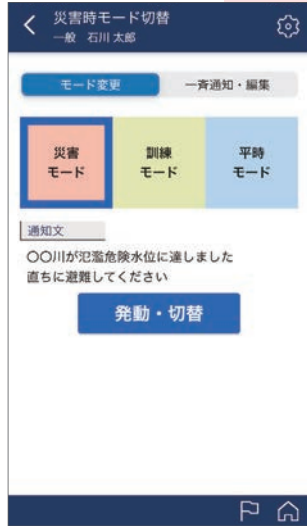 災害時モード切替
一般 石川 太郎
モード変更
一斉通知・編集
災害
モード
訓練
モード
平時
モード
通知文
〇〇川が氾濫危険水位に達しました
直ちに避難してください
発動・切替